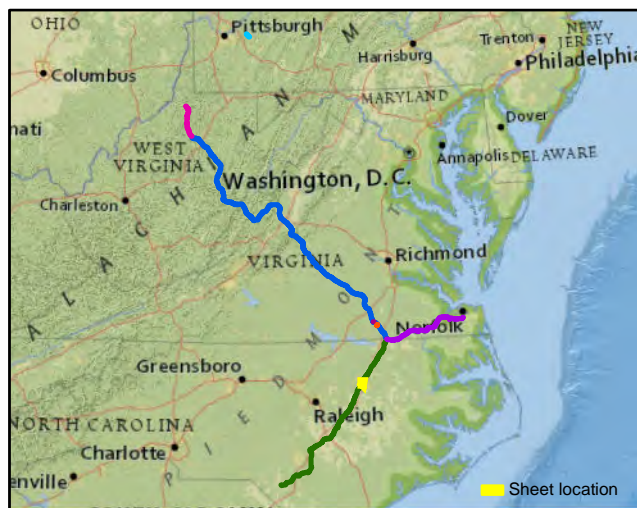 OHIO
Pittsburgh
Columbus
Harrisburg
Trenton
NEW
JERSEY
Philadelphia
MARYLAND
nati
WEST
VIRGINIA
Dover
Annapolis
DELAWARE
Washington, D.C.
Charleston
Richmond
VIRGINIA
Norfolk
Greensboro
Raleigh
NORTH CAROLINA
Charlotte
enville
PIEDMONT
Sheet location